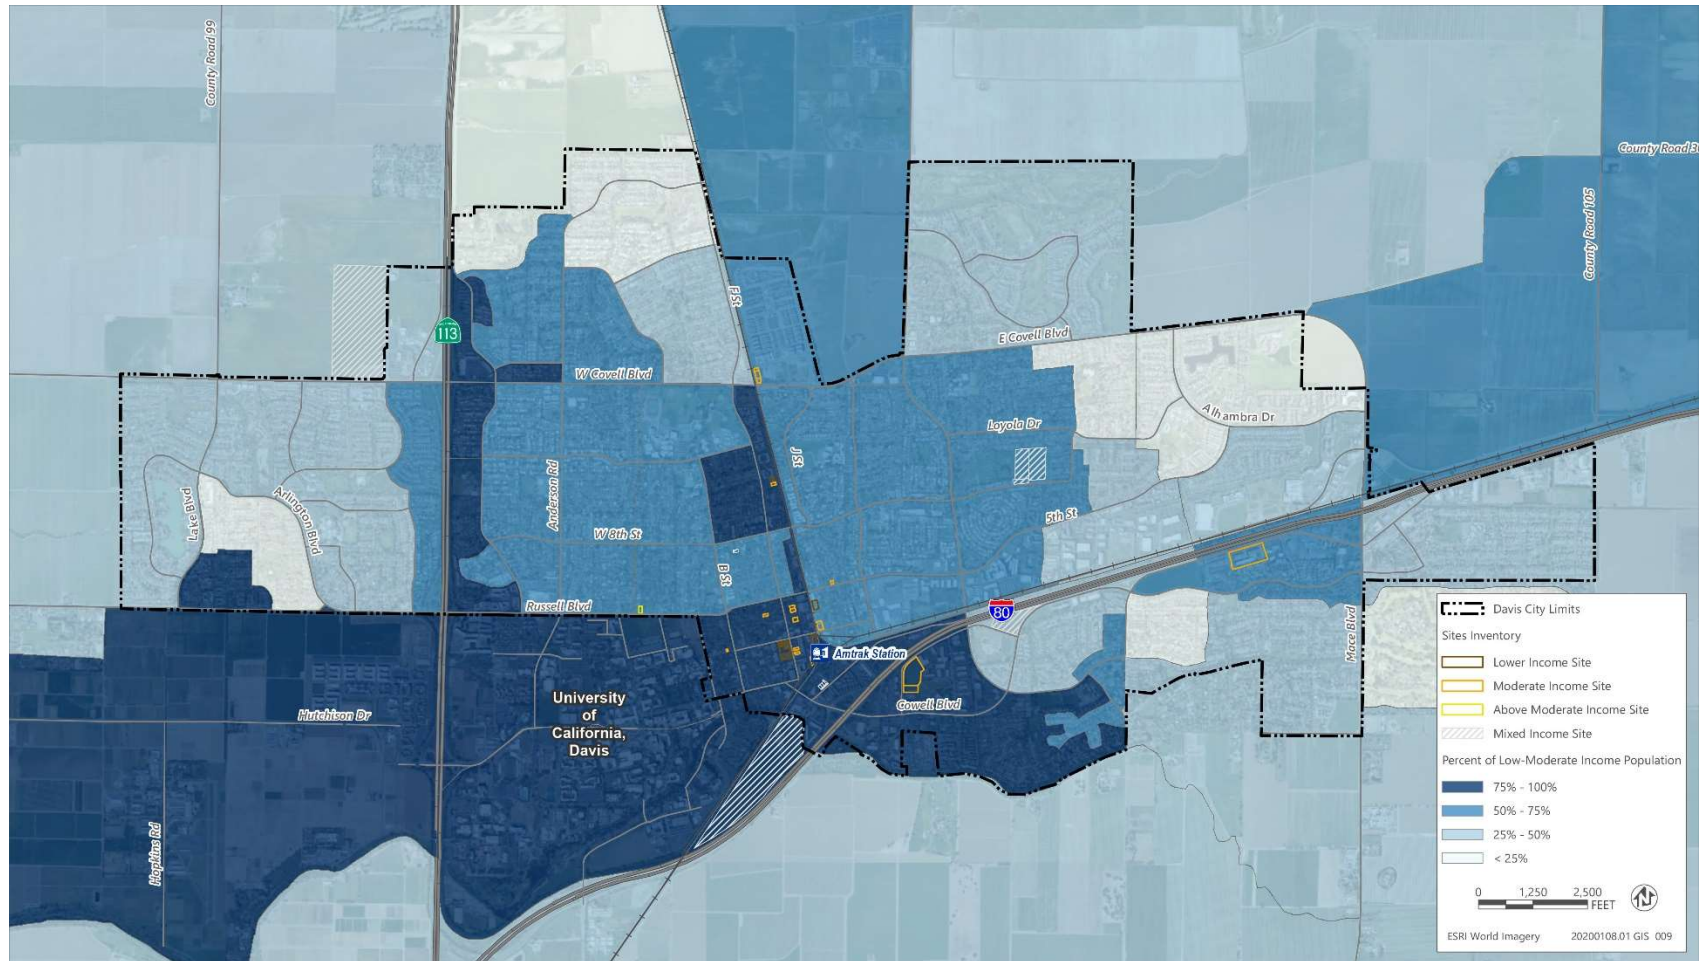 County Road 99
County Road 3
County Road 105
113
F St
E Covell Blvd
W Covell Blvd
Alhambra Dr
Loyola Dr
J St
Anderson Rd
Lake Blvd
Arlington Blvd
5th St
W 8th St
B St
Russell Blvd
80
Mace Blvd
Amtrak Station
Cowell Blvd
University
of
California,
Davis
Hutchison Dr
Hopkins Rd
Davis City Limits
Sites Inventory
Lower Income Site
Moderate Income Site
Above Moderate Income Site
Mixed Income Site
Percent of Low-Moderate Income Population
75% - 100%
50% - 75%
25% - 50%
< 25%
0 1,250 2,500
FEET
N
ESRI World Imagery 20200108.01 GIS 009